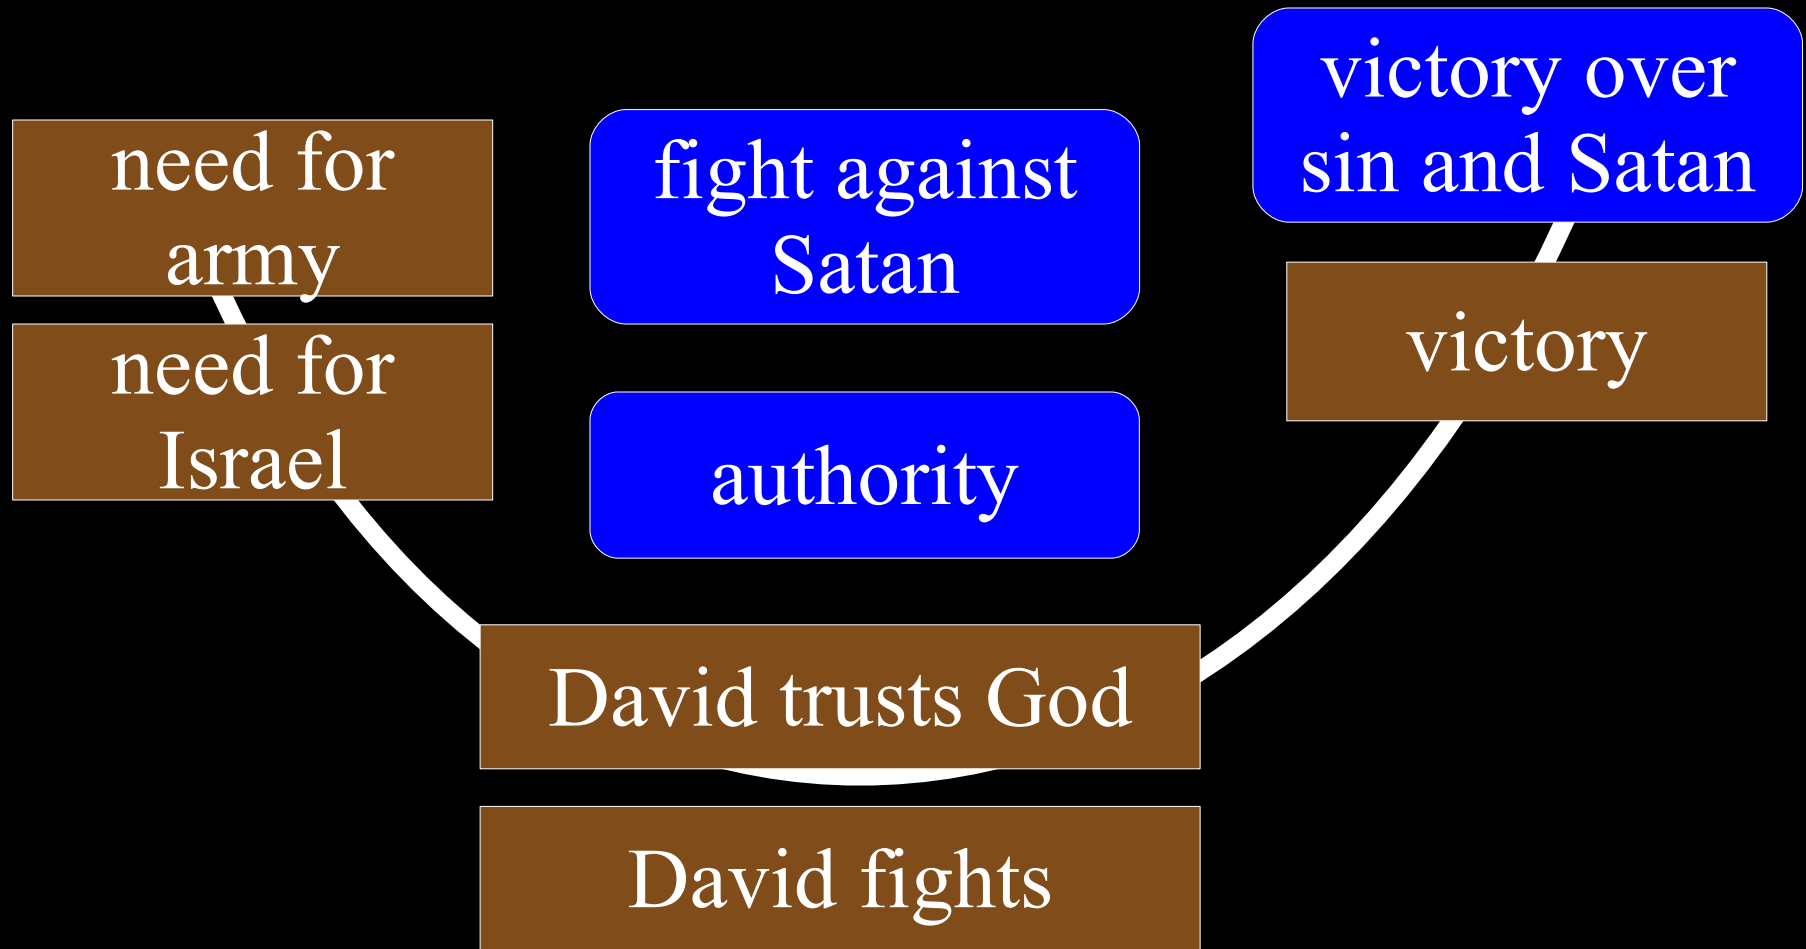 need for
army
need for
Israel
fight against
Satan
authority
victory over
sin and Satan
victory
David trusts God
David fights